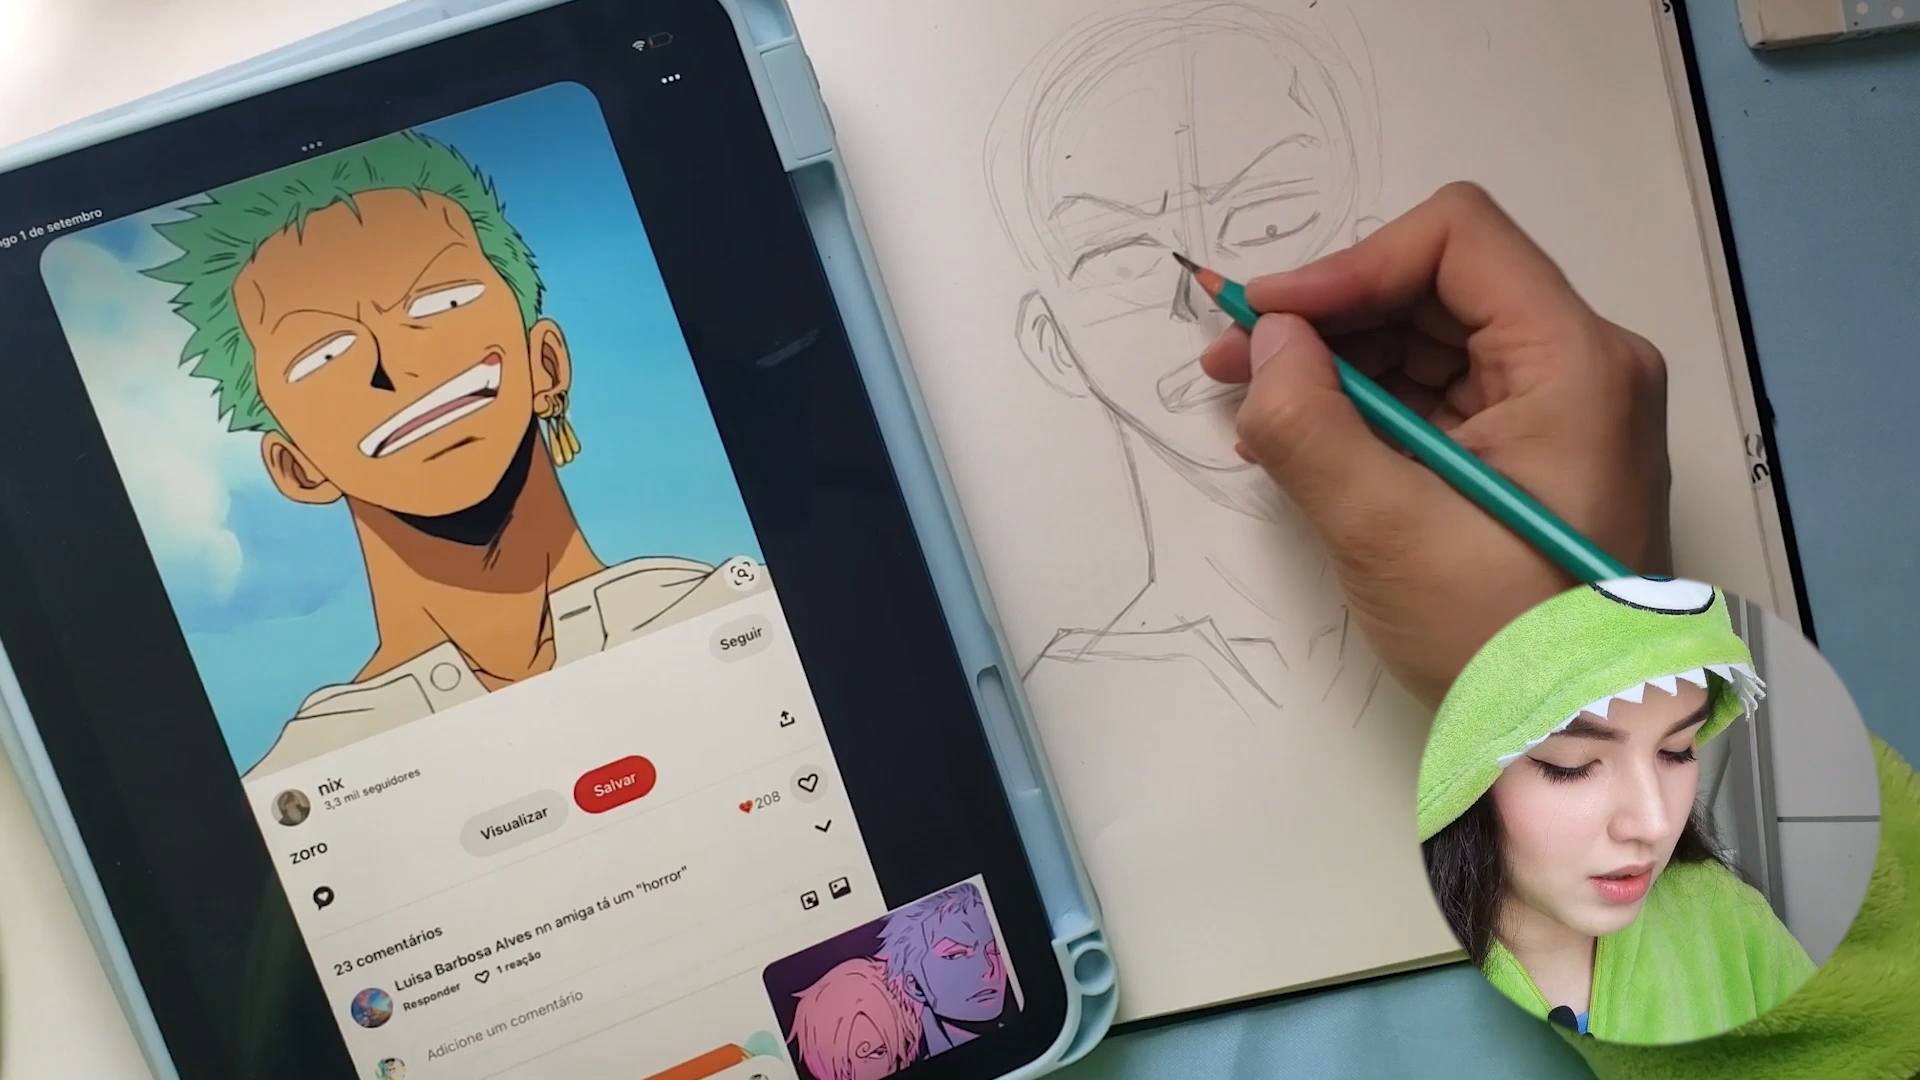 go 1 de setembro
Seguir
nix
3,3 mil seguidores
Visualizar
Salvar
208
zoro
23 comentários
Luisa Barbosa Alves nn amiga tá um "horror"
Responder
1 reação
Adicione um comentário